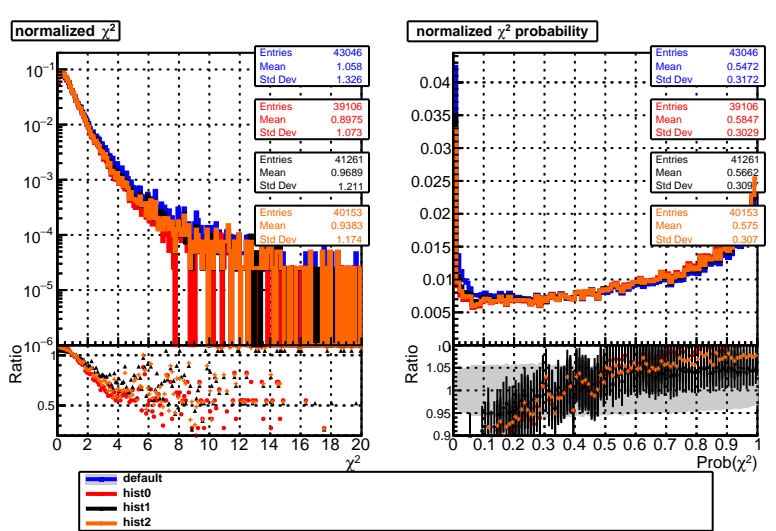 normalized χ²
Entries 43046
Mean 1.058
Std Dev 1.326
Entries 39106
Mean 0.8975
Std Dev 1.073
Entries 41261
Mean 0.9689
Std Dev 1.211
Entries 40153
Mean 0.9383
Std Dev 1.174
10⁻¹
10⁻²
10⁻³
10⁻⁴
10⁻⁵
10⁻⁶
Ratio
1
0.5
0 2 4 6 8 10 12 14 16 18 20
χ²
normalized χ² probability
Entries 43046
Mean 0.5472
Std Dev 0.3172
Entries 39106
Mean 0.5847
Std Dev 0.3029
Entries 41261
Mean 0.5662
Std Dev 0.3097
Entries 40153
Mean 0.575
Std Dev 0.307
0.04
0.035
0.03
0.025
0.02
0.015
0.01
0.005
0
Ratio
1.05
1
0.95
0.9
0 0.1 0.2 0.3 0.4 0.5 0.6 0.7 0.8 0.9 1
Prob(χ²)
default
hist0
hist1
hist2